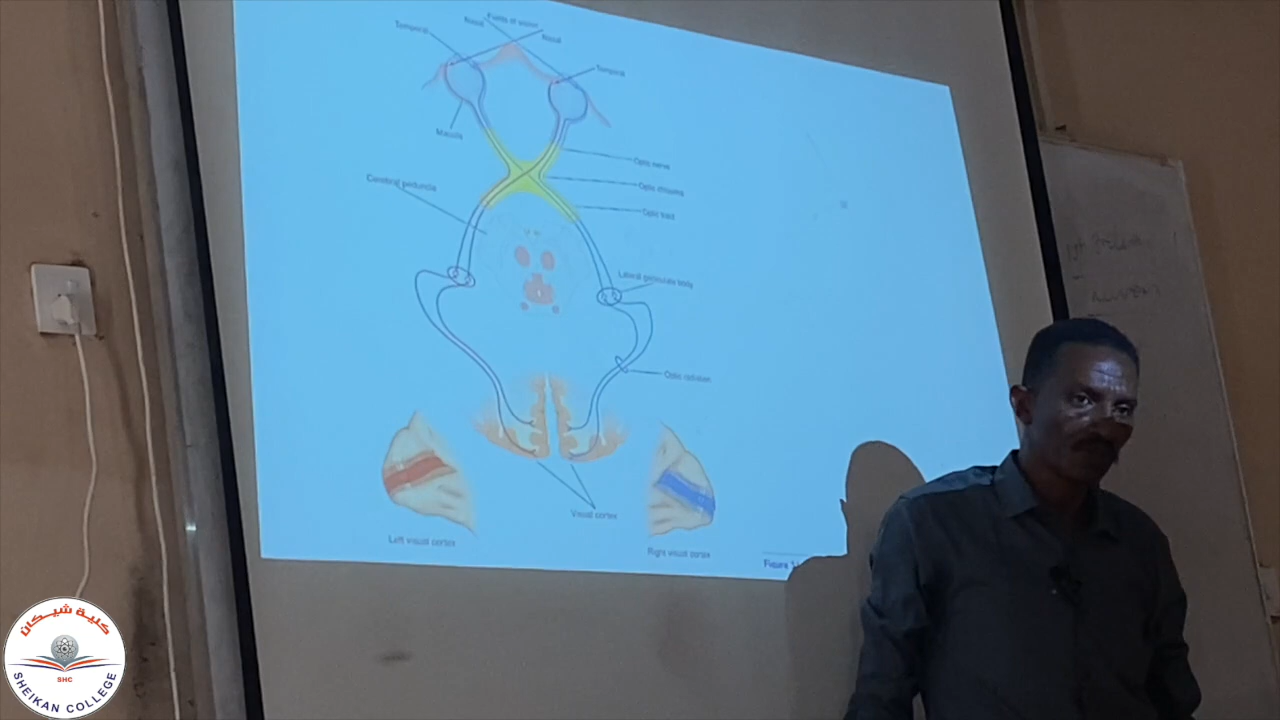 Points of vision
Nasal
Nasal
Temporal
Temporal
Macula
Optic nerve
Cerebral peduncle
Optic chiasma
Optic tract
Lateral geniculate body
Optic radiation
Visual cortex
Left visual cortex
Right visual cortex
Figure
كلية شيكان
SHC
SHEIKAN COLLEGE